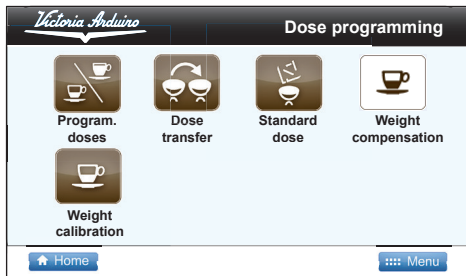 Victoria Arduino
Dose programming
Program.
doses
Dose
transfer
Standard
dose
Weight
compensation
Weight
calibration
Home
Menu